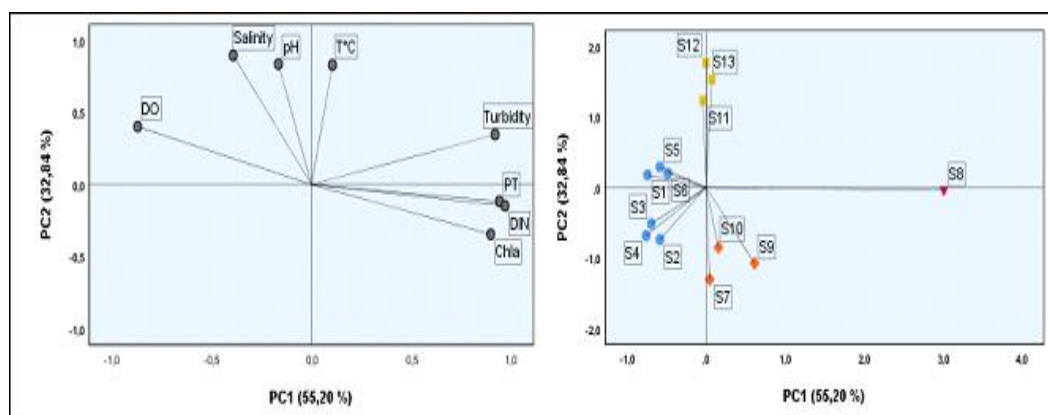 1,0
0,5
0,0
-0,5
-1,0
PC2 (32,84 %)
Salinity
pH
T°C
DO
Turbidity
PT
DIN
Chla
-1,0
-0,5
0,0
0,5
1,0
PC1 (55,20 %)
2,0
1,0
,0
-1,0
-2,0
PC2 (32,84 %)
S12
S13
S11
S5
S8
S1
S6
S3
S4
S2
S10
S9
S7
-1,0
,0
1,0
2,0
3,0
4,0
PC1 (55,20 %)